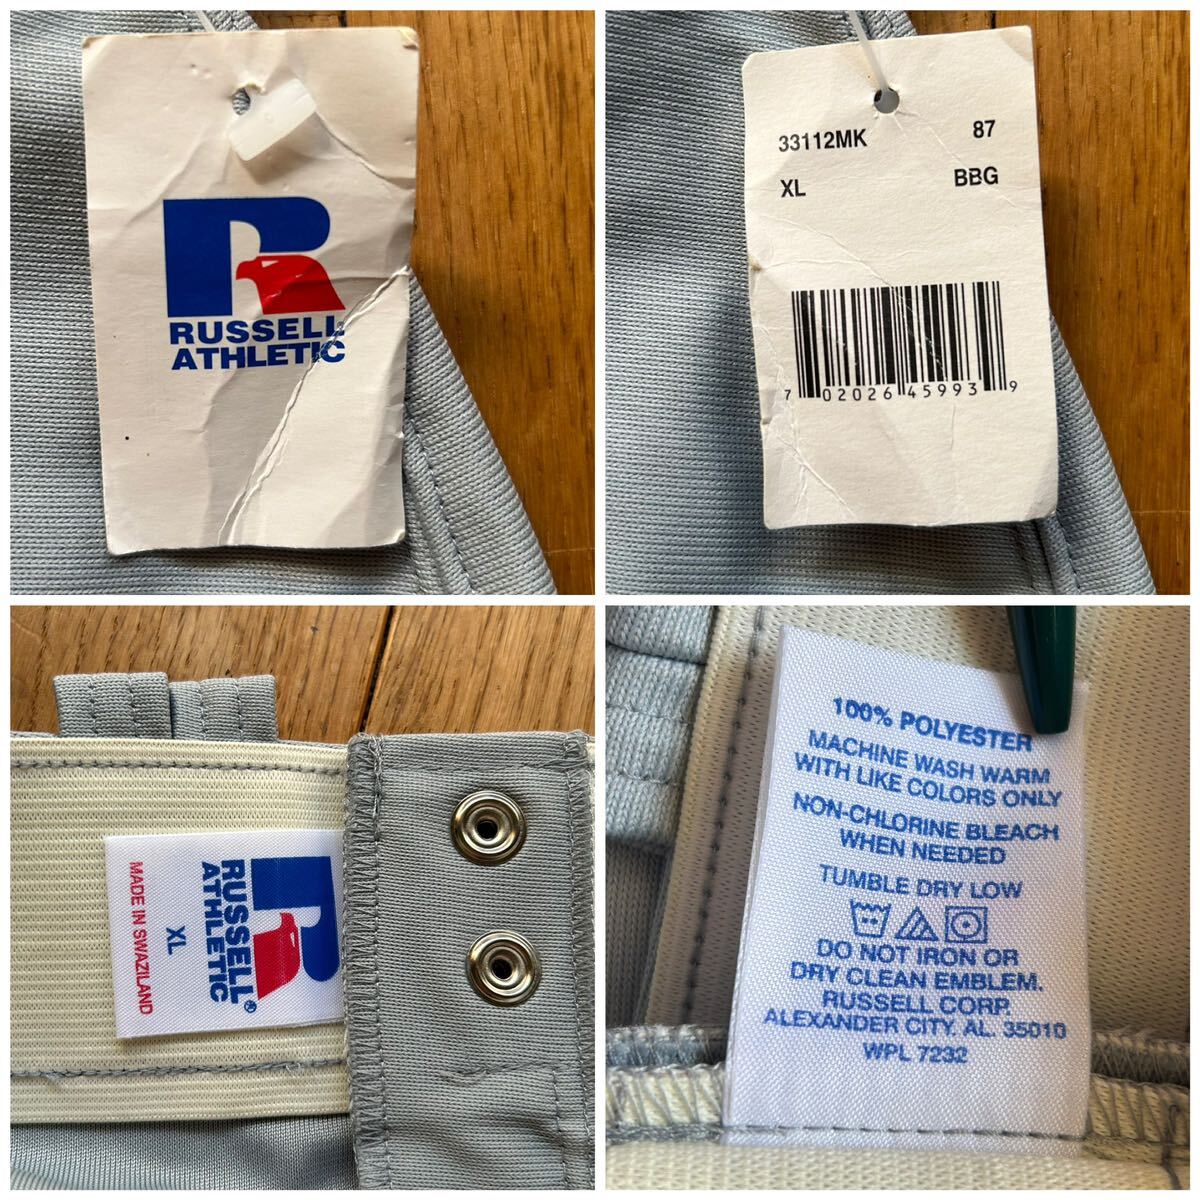 RUSSELL
ATHLETIC
33112MK 87
XL BBG
7 02026 45993 9
RUSSELL
ATHLETIC®
XL
MADE IN SWAZILAND
100% POLYESTER
MACHINE WASH WARM
WITH LIKE COLORS ONLY
NON-CHLORINE BLEACH
WHEN NEEDED
TUMBLE DRY LOW
DO NOT IRON OR
DRY CLEAN EMBLEM.
RUSSELL CORP.
ALEXANDER CITY, AL. 35010
WPL 7232